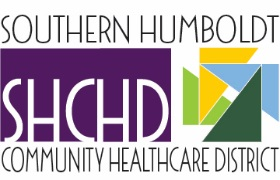 SOUTHERN HUMBOLDT
SHCHD
COMMUNITY HEALTHCARE DISTRICT